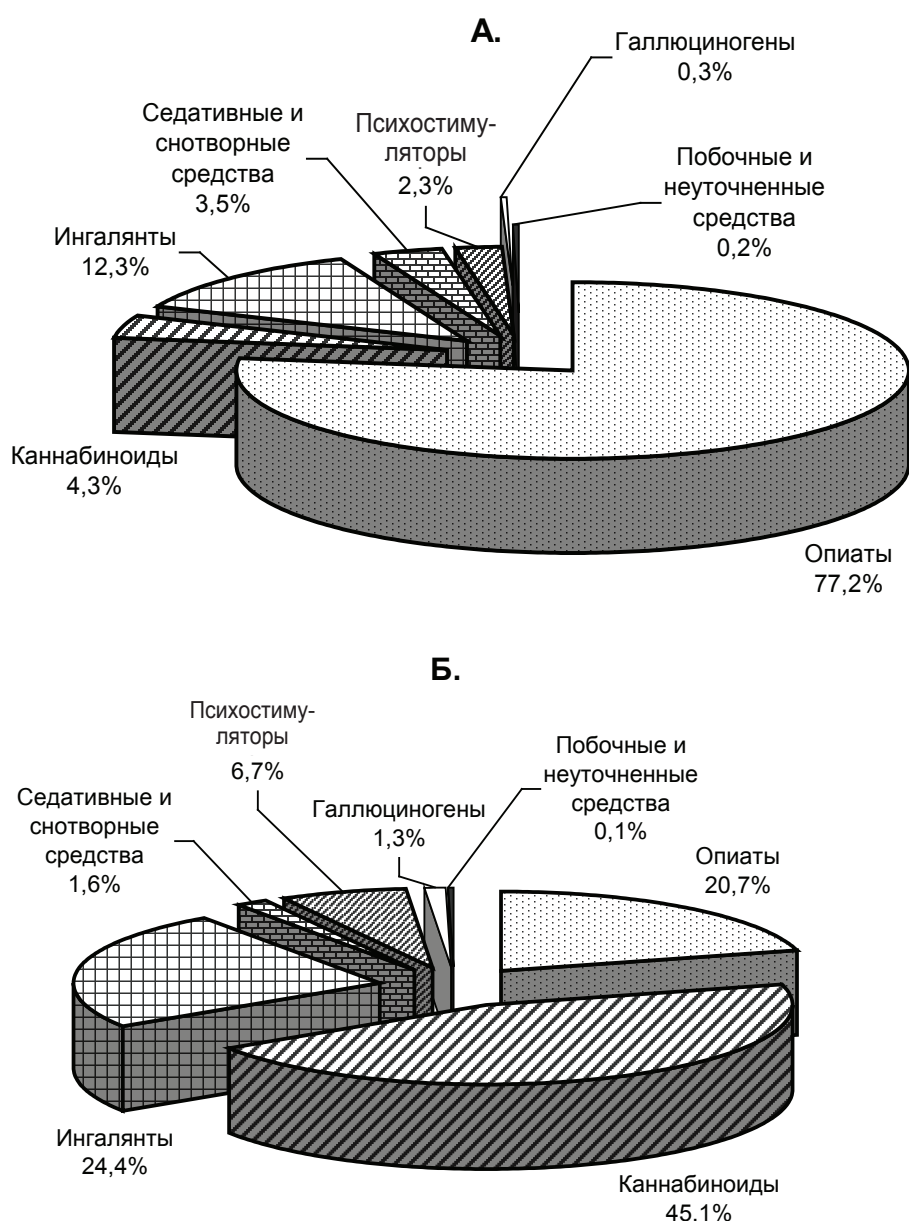 А.
Галлюциногены
0,3%
Седативные и
снотворные
средства
3,5%
Психостиму-
ляторы
2,3%
Побочные и
неуточненные
средства
0,2%
Ингалянты
12,3%
Каннабиноиды
4,3%
Опиаты
77,2%
Б.
Психостиму-
ляторы
6,7%
Побочные и
неуточненные
средства
0,1%
Седативные и
снотворные
средства
1,6%
Галлюциногены
1,3%
Опиаты
20,7%
Ингалянты
24,4%
Каннабиноиды
45,1%